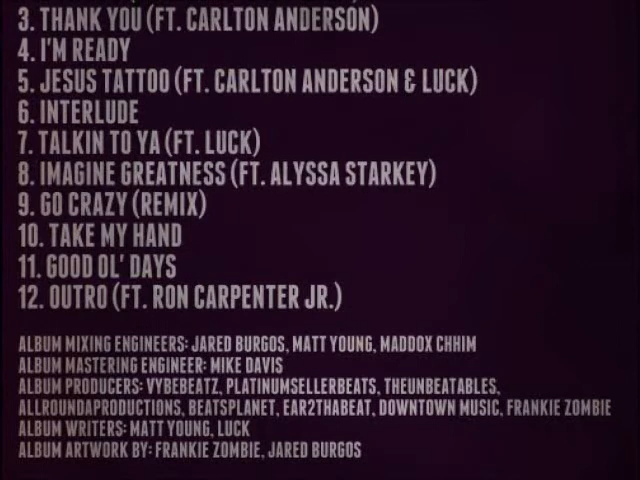 3. THANK YOU (FT. CARLTON ANDERSON)
4. I'M READY
5. JESUS TATTOO (FT. CARLTON ANDERSON & LUCK)
6. INTERLUDE
7. TALKIN TO YA (FT. LUCK)
8. IMAGINE GREATNESS (FT. ALYSSA STARKEY)
9. GO CRAZY (REMIX)
10. TAKE MY HAND
11. GOOD OL' DAYS
12. OUTRO (FT. RON CARPENTER JR.)
ALBUM MIXING ENGINEERS: JARED BURGOS, MATT YOUNG, MADDOX CHHIM
ALBUM MASTERING ENGINEER: MIKE DAVIS
ALBUM PRODUCERS: VYBEBEATZ, PLATINUMSELLERBEATS, THEUNBEATABLES,
ALLROUNDAPRODUCTIONS, BEATSPLANET, EAR2THABEAT, DOWNTOWN MUSIC, FRANKIE ZOMBIE
ALBUM WRITERS: MATT YOUNG, LUCK
ALBUM ARTWORK BY: FRANKIE ZOMBIE, JARED BURGOS